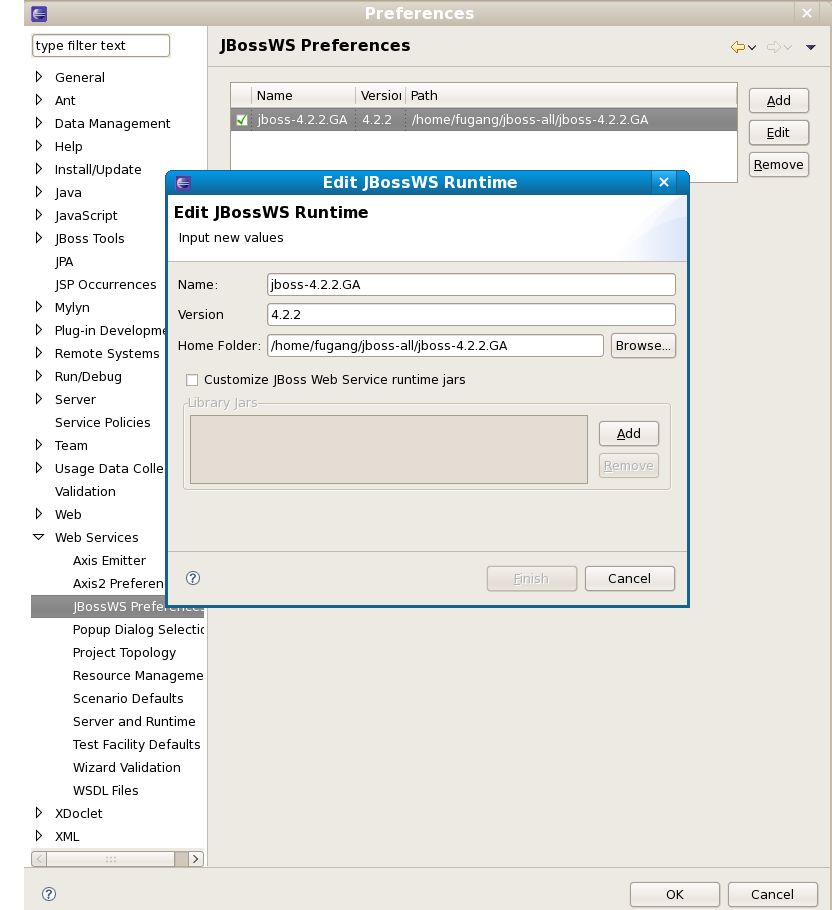 Preferences
type filter text
JBossWS Preferences
General
Ant
Data Management
Help
Install/Update
Java
JavaScript
JBoss Tools
JPA
JSP Occurrences
Mylyn
Plug-in Developme
Remote Systems
Run/Debug
Server
Service Policies
Team
Usage Data Colle
Validation
Web
Web Services
Axis Emitter
Axis2 Preferen
JBossWS Preferences
Popup Dialog Selectio
Project Topology
Resource Manageme
Scenario Defaults
Server and Runtime
Test Facility Defaults
Wizard Validation
WSDL Files
XDoclet
XML
Name Version Path
jboss-4.2.2.GA 4.2.2 /home/fugang/jboss-all/jboss-4.2.2.GA
Add
Edit
Remove
Edit JBossWS Runtime
Edit JBossWS Runtime
Input new values
Name: jboss-4.2.2.GA
Version 4.2.2
Home Folder: /home/fugang/jboss-all/jboss-4.2.2.GA Browse...
Customize JBoss Web Service runtime jars
Library Jars
Add
Remove
Finish Cancel
OK Cancel